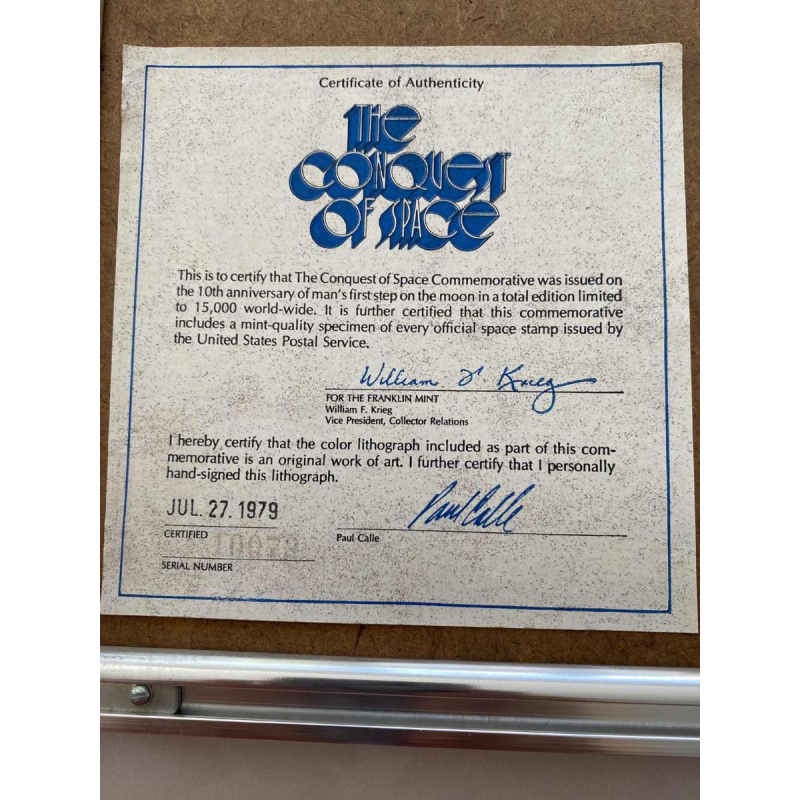 Certificate of Authenticity
THE
CONQUEST
OF SPACE
This is to certify that The Conquest of Space Commemorative was issued on
the 10th anniversary of man's first step on the moon in a total edition limited
to 15,000 world-wide. It is further certified that this commemorative
includes a mint-quality specimen of every official space stamp issued by
the United States Postal Service.
William F Krieg
FOR THE FRANKLIN MINT
William F. Krieg
Vice President, Collector Relations
I hereby certify that the color lithograph included as part of this com-
memorative is an original work of art. I further certify that I personally
hand-signed this lithograph.
JUL. 27. 1979
Paul Calle
CERTIFIED
Paul Calle
SERIAL NUMBER